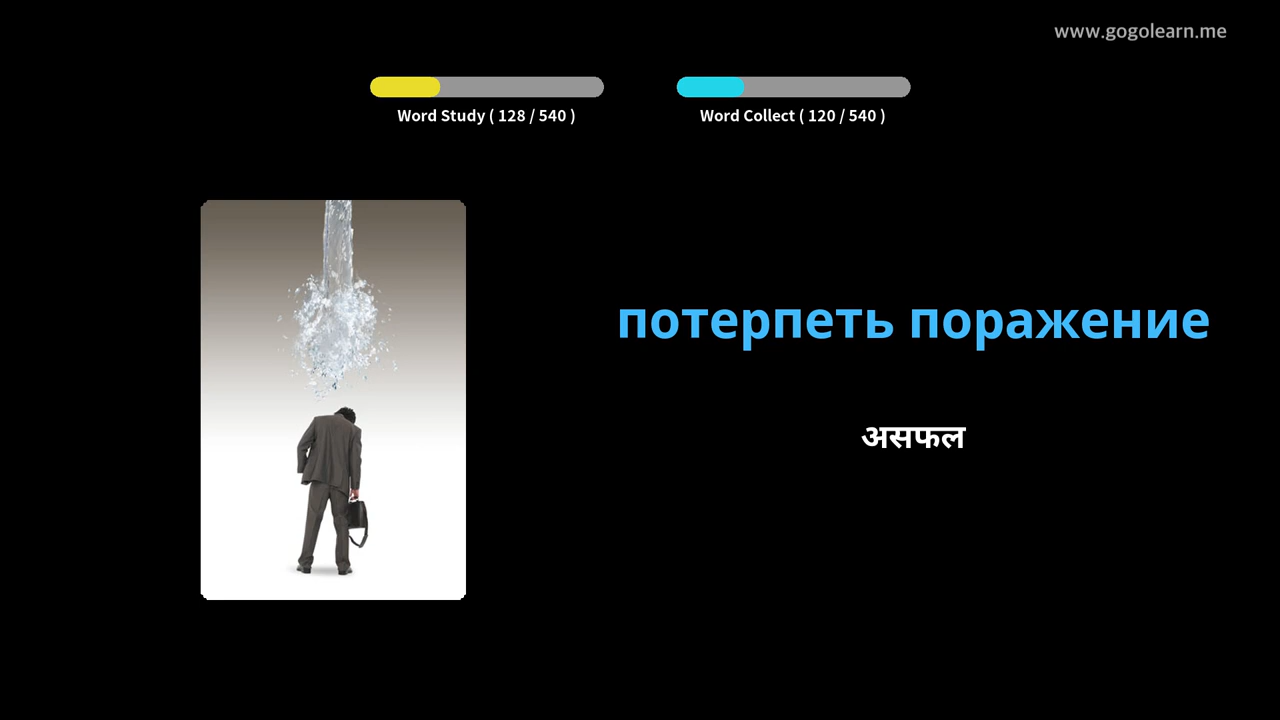 www.gogolearn.me
Word Study ( 128 / 540 )
Word Collect ( 120 / 540 )
потерпеть поражение
असफल